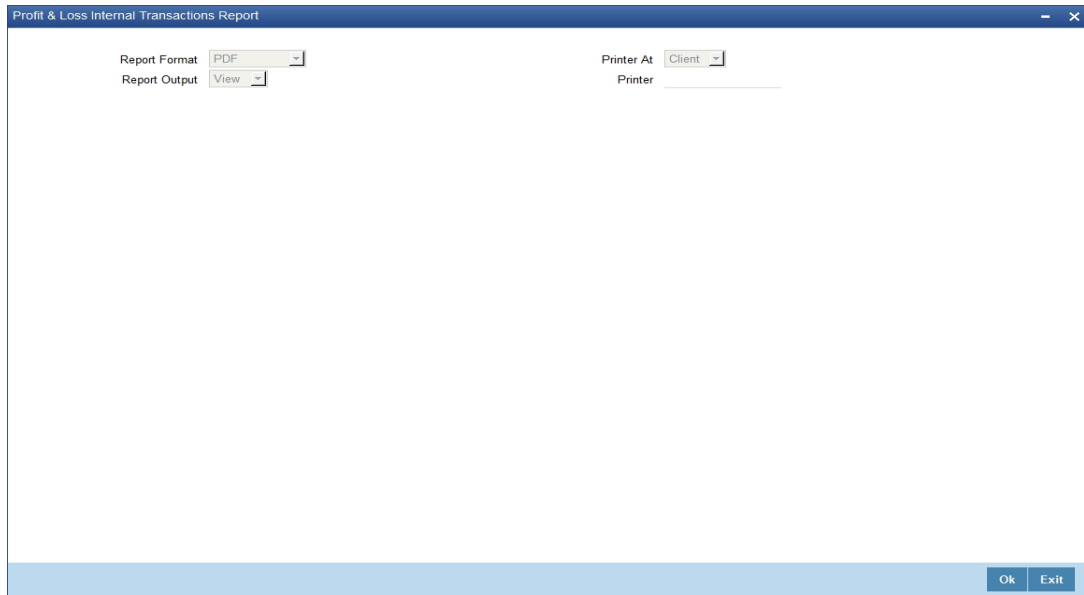 Profit & Loss Internal Transactions Report
Report Format PDF Printer At Client
Report Output View Printer
Ok Exit